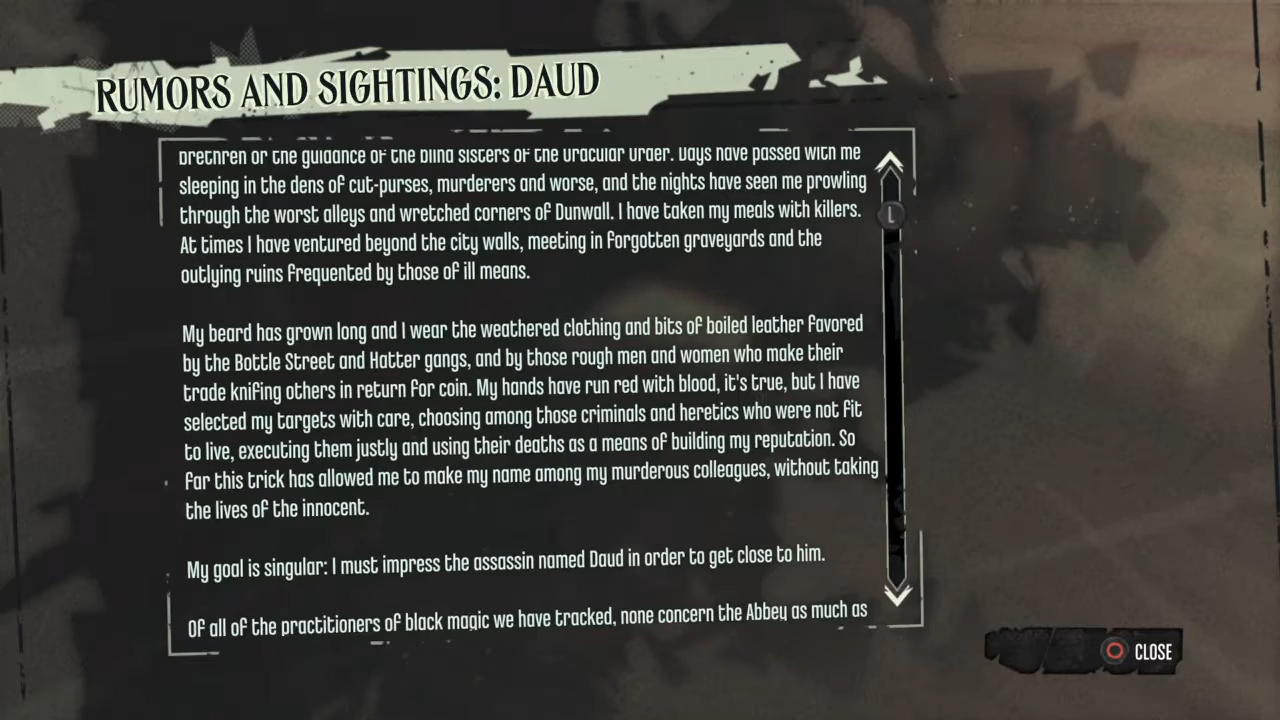 RUMORS AND SIGHTINGS: DAUD
brethren or the guidance of the blind sisters of the Oracular Order. Days have passed with me
sleeping in the dens of cut-purses, murderers and worse, and the nights have seen me prowling
through the worst alleys and wretched corners of Dunwall. I have taken my meals with killers.
At times I have ventured beyond the city walls, meeting in forgotten graveyards and the
outlying ruins frequented by those of ill means.
My beard has grown long and I wear the weathered clothing and bits of boiled leather favored
by the Bottle Street and Hatter gangs, and by those rough men and women who make their
trade knifing others in return for coin. My hands have run red with blood, it's true, but I have
selected my targets with care, choosing among those criminals and heretics who were not fit
to live, executing them justly and using their deaths as a means of building my reputation. So
far this trick has allowed me to make my name among my murderous colleagues, without taking
the lives of the innocent.
My goal is singular: I must impress the assassin named Daud in order to get close to him.
Of all of the practitioners of black magic we have tracked, none concern the Abbey as much as
L
CLOSE